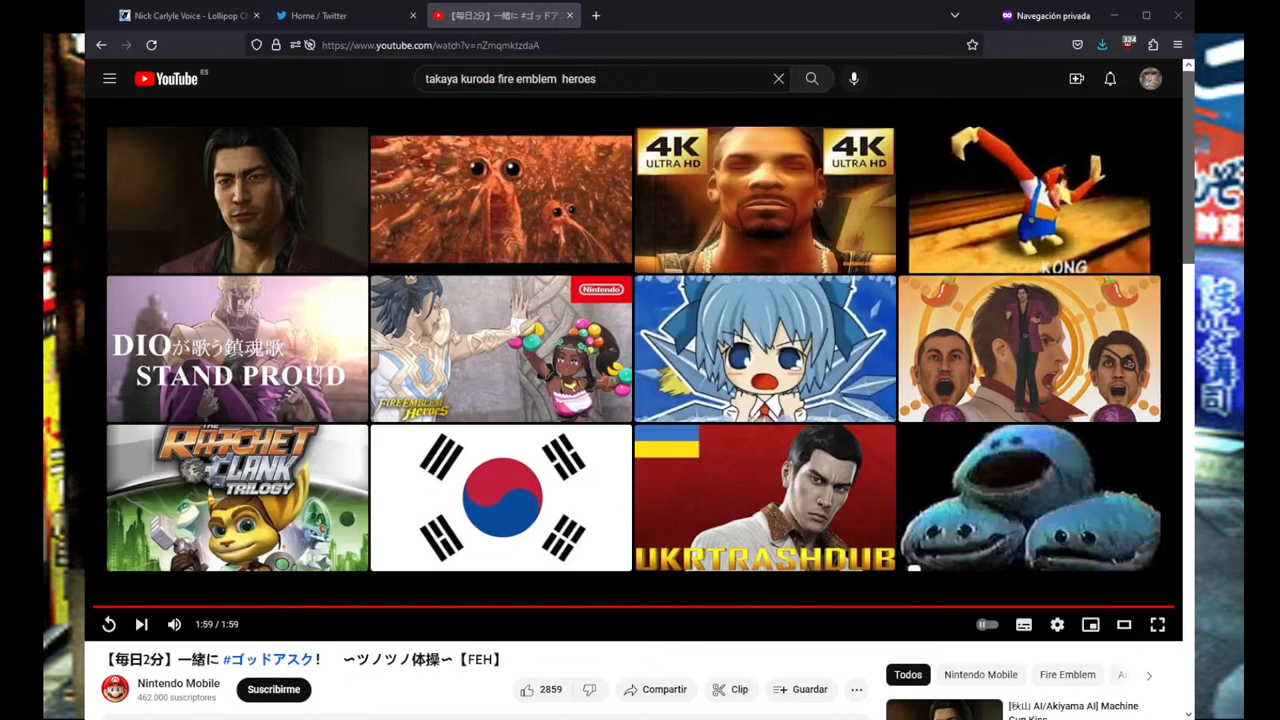 Nick Carlyle Voice - Lollipop Ch
Home / Twitter
【毎日2分】一緒に #ゴッドアス
Navegación privada
https://www.youtube.com/watch?v=nZmqmktzdaA
324
YouTube ES
takaya kuroda fire emblem heroes
4K ULTRA HD
4K ULTRA HD
KONG
DIOが歌う鎮魂歌
STAND PROUD
Nintendo
FIRE EMBLEM HEROES
THE RATCHET CLANK TRILOGY
UKRTRASHDUB
1:59 / 1:59
【毎日2分】一緒に #ゴッドアスク！ 〜ツノツノ体操〜【FEH】
Nintendo Mobile
462.000 suscriptores
Suscribirme
2859
Compartir
Clip
Guardar
Todos
Nintendo Mobile
Fire Emblem
[秋山 AI/Akiyama AI] Machine
Gun Kiss